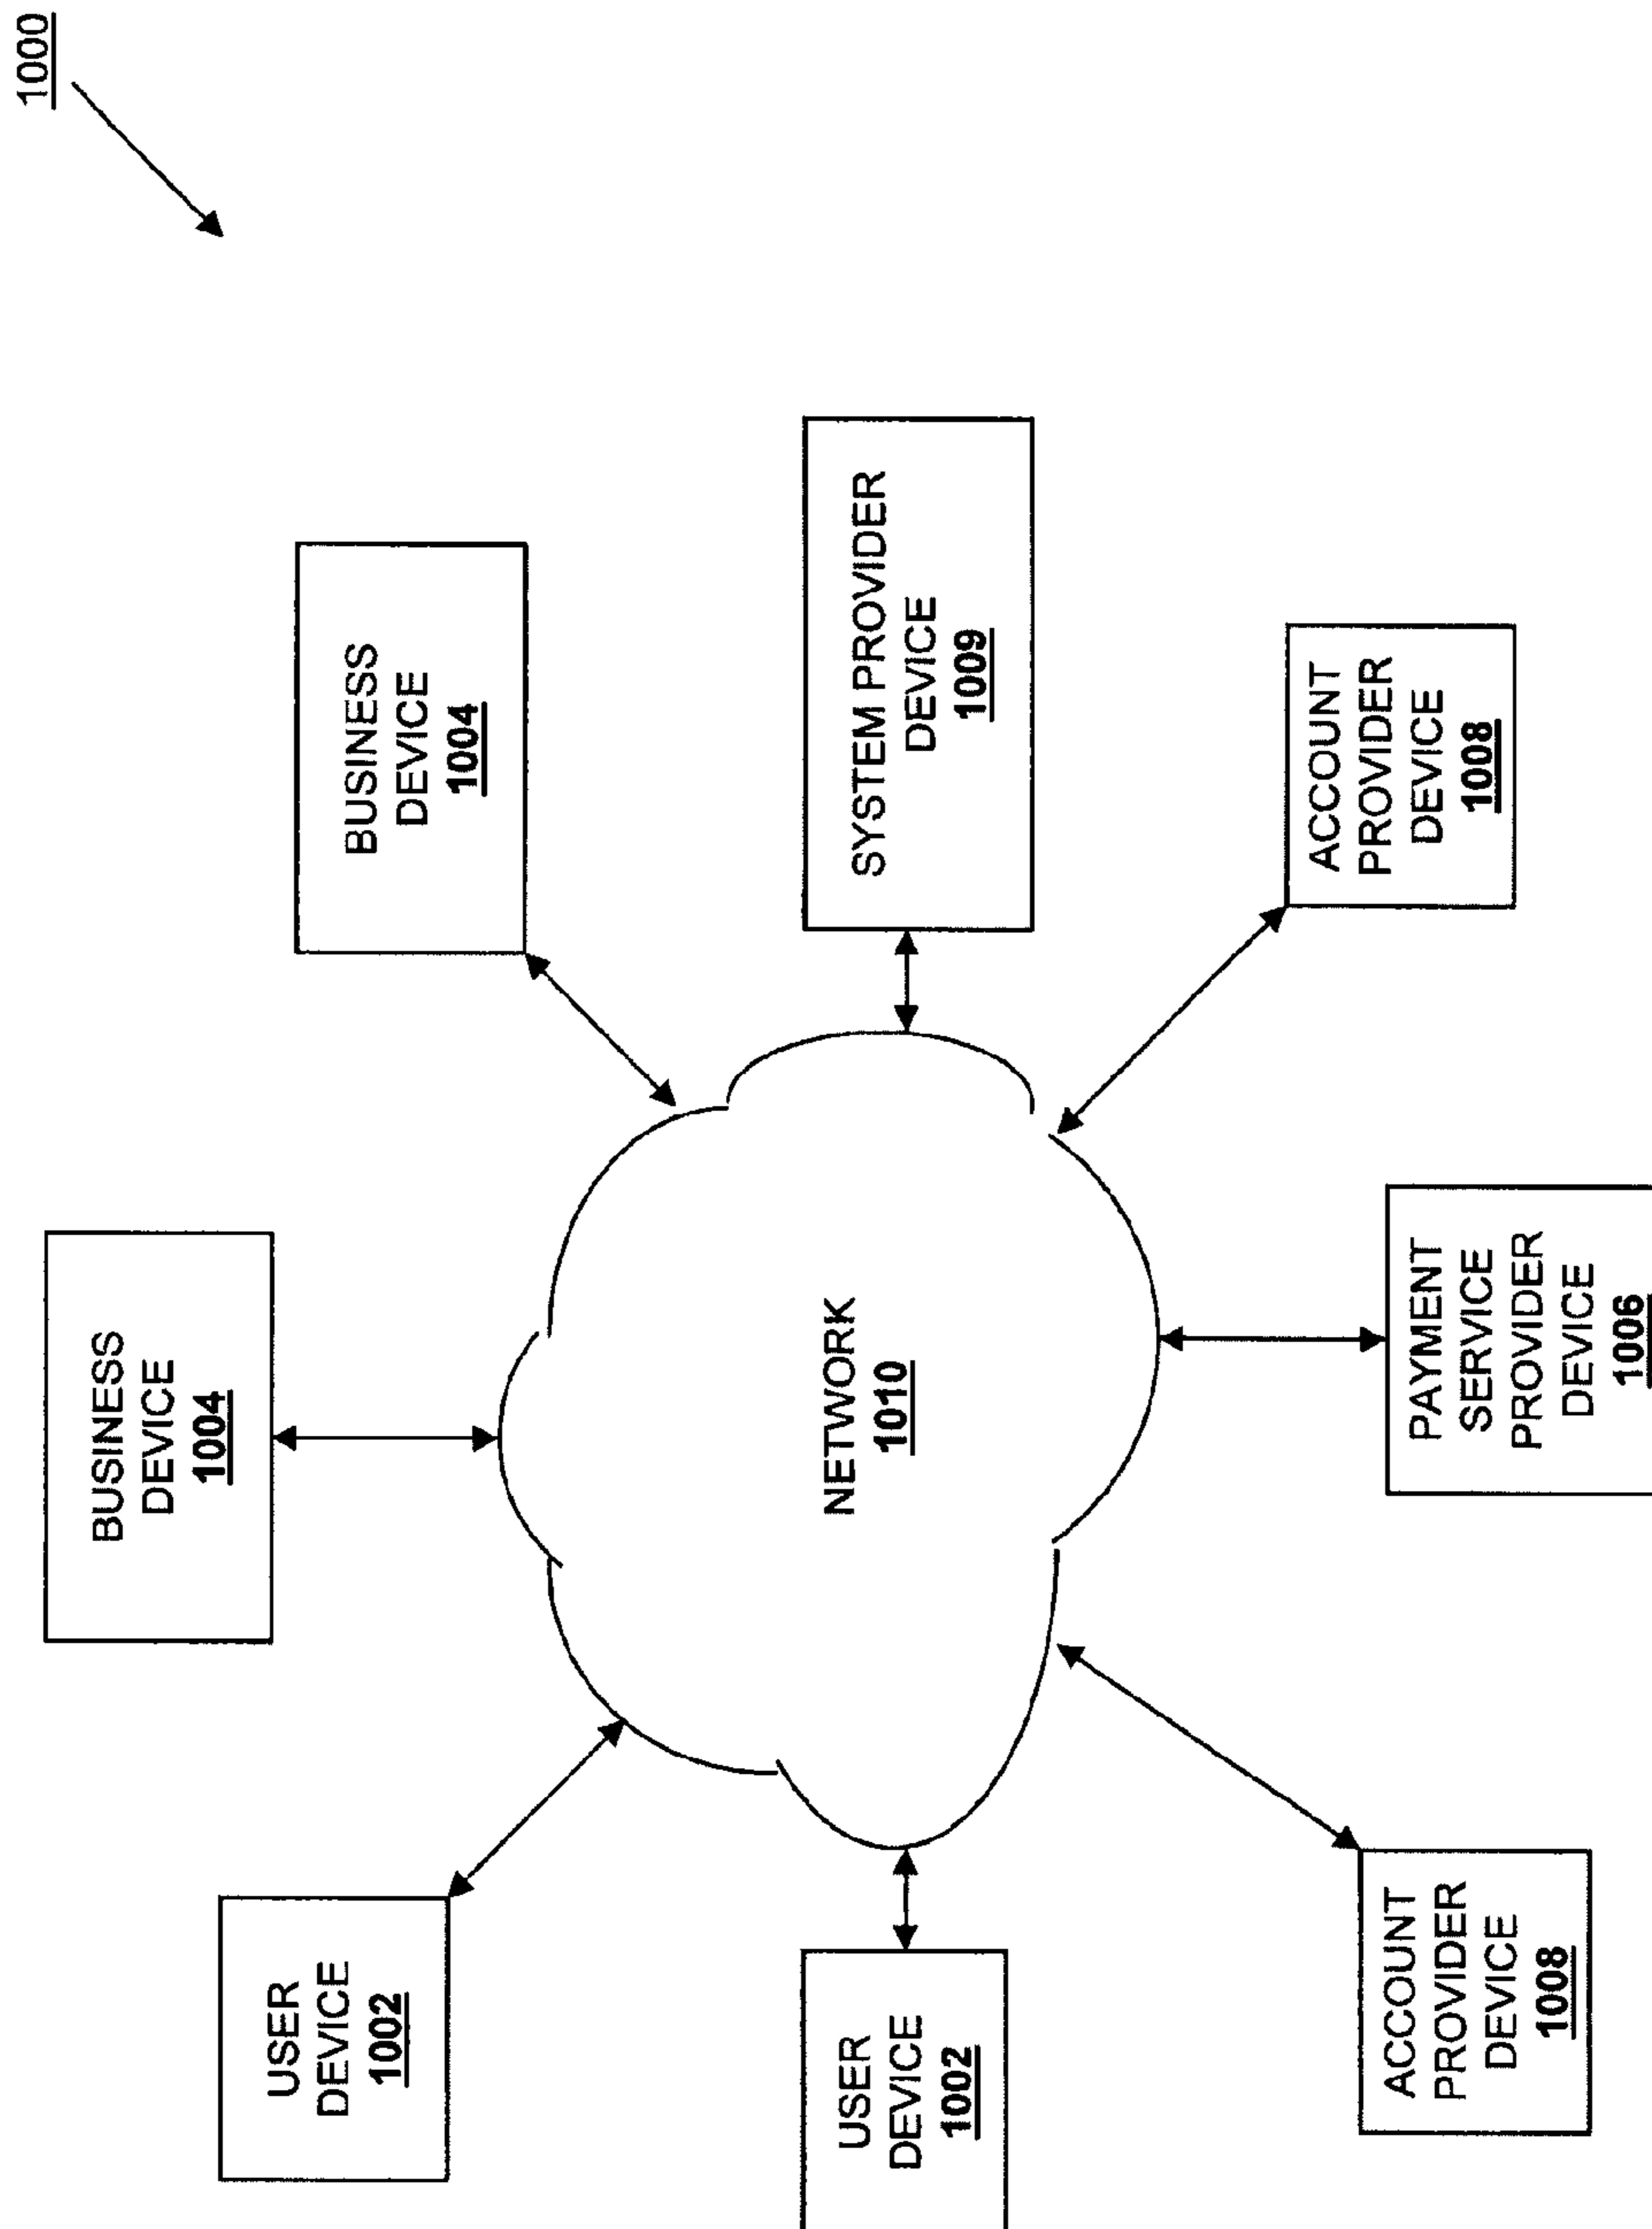 1000
BUSINESS
DEVICE
1004
BUSINESS
DEVICE
1004
USER
DEVICE
1002
NETWORK
1010
SYSTEM PROVIDER
DEVICE
1009
USER
DEVICE
1002
ACCOUNT
PROVIDER
DEVICE
1008
PAYMENT
SERVICE
PROVIDER
DEVICE
1006
ACCOUNT
PROVIDER
DEVICE
1008